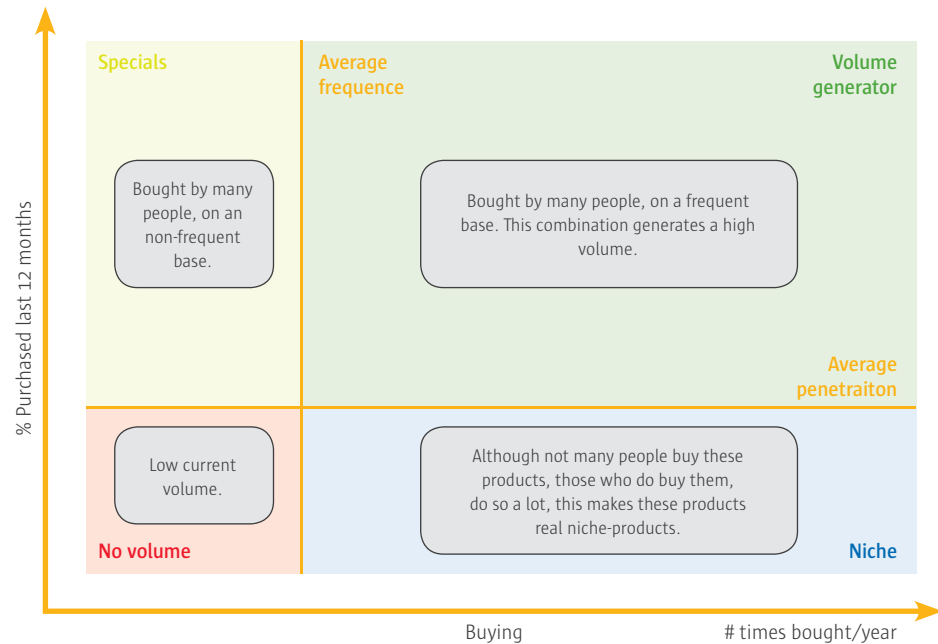 Specials
Average
frequence
Volume
generator
Bought by many
people, on an
non-frequent
base.
Bought by many people, on a frequent
base. This combination generates a high
volume.
% Purchased last 12 months
Average
penetraiton
Low current
volume.
Although not many people buy these
products, those who do buy them,
do so a lot, this makes these products
real niche-products.
No volume
Niche
Buying
# times bought/year